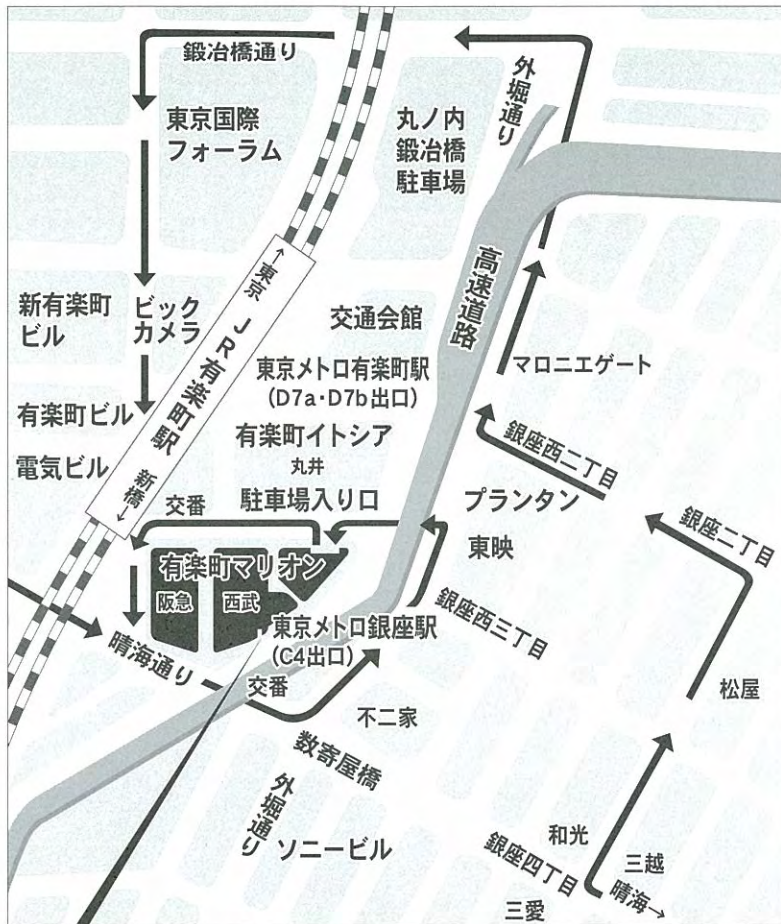 鍛冶橋通り
外堀通り
東京国際
フォーラム
丸ノ内
鍛冶橋
駐車場
↑東京 JR有楽町駅 新橋↓
高速道路
新有楽町
ビル
ビック
カメラ
交通会館
マロニエゲート
東京メトロ有楽町駅
(D7a・D7b出口)
有楽町ビル
有楽町イトシア
丸井
銀座西二丁目
電気ビル
交番
駐車場入り口
プランタン
銀座二丁目
東映
有楽町マリオン
阪急
西武
銀座西三丁目
東京メトロ銀座駅
(C4出口)
晴海通り
交番
松屋
不二家
数寄屋橋
外堀通り
ソニービル
和光
銀座四丁目
三越
晴海→
三愛